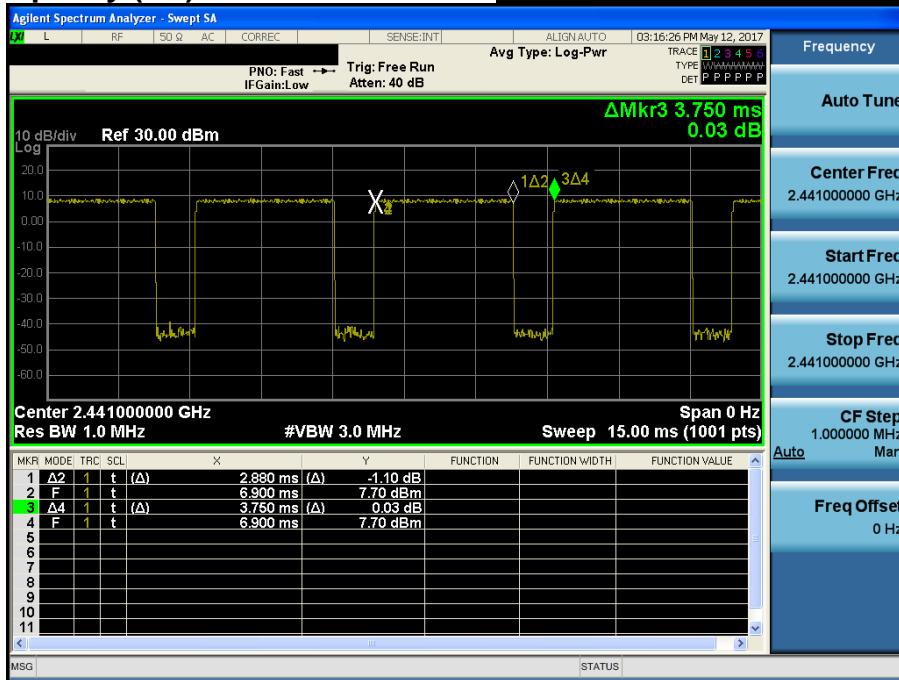 Agilent Spectrum Analyzer - Swept SA
LXI L RF 50 Ω AC CORREC SENSE:INT ALIGN AUTO 03:16:26 PM May 12, 2017
Avg Type: Log-Pwr
PNO: Fast
IFGain:Low
Trig: Free Run
Atten: 40 dB
TRACE 1 2 3 4 5 6
TYPE
DET P P P P P P
ΔMkr3 3.750 ms
0.03 dB
10 dB/div Ref 30.00 dBm
Log
20.0
10.0
0.00
-10.0
-20.0
-30.0
-40.0
-50.0
-60.0
X
1Δ2 3Δ4
Center 2.441000000 GHz Span 0 Hz
Res BW 1.0 MHz #VBW 3.0 MHz Sweep 15.00 ms (1001 pts)
MKR MODE TRC SCL X Y FUNCTION FUNCTION WIDTH FUNCTION VALUE
1 Δ2 1 t (Δ) 2.880 ms (Δ) -1.10 dB
2 F 1 t 6.900 ms 7.70 dBm
3 Δ4 1 t (Δ) 3.750 ms (Δ) 0.03 dB
4 F 1 t 6.900 ms 7.70 dBm
5
6
7
8
9
10
11
MSG STATUS
Frequency
Auto Tune
Center Freq
2.441000000 GHz
Start Freq
2.441000000 GHz
Stop Freq
2.441000000 GHz
CF Step
1.000000 MHz
Auto Man
Freq Offset
0 Hz